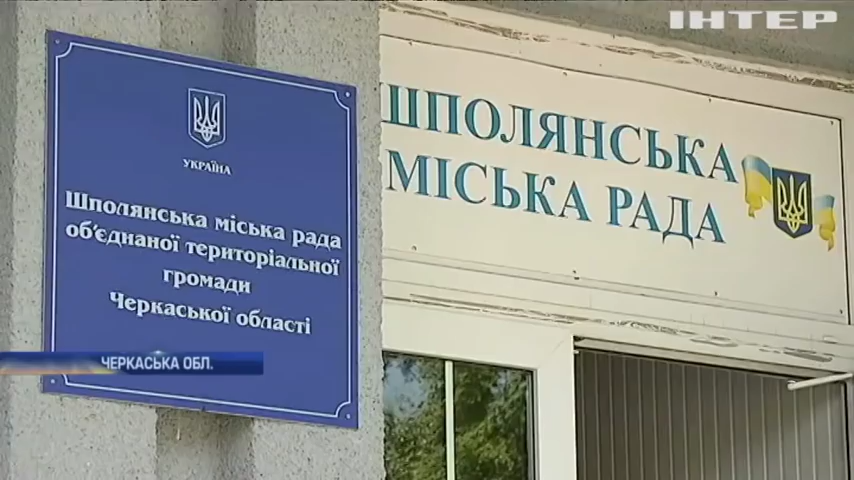 ІНТЕР
УКРАЇНА
Шполянська міська рада
об'єднаної територіальної
громади
Черкаської області
ШПОЛЯНСЬКА
МІСЬКА РАДА
ЧЕРКАСЬКА ОБЛ.